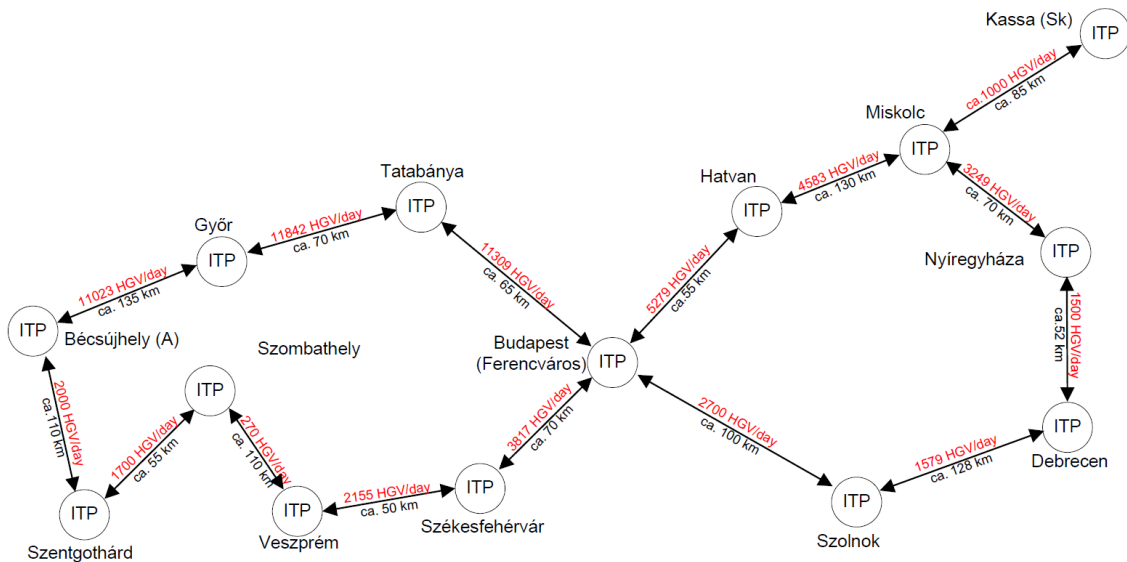 Kassa (Sk)
ITP
ca.1000 HGV/day
ca. 85 km
Miskolc
ITP
4583 HGV/day
ca. 130 km
3249 HGV/day
ca. 70 km
Hatvan
ITP
Tatabánya
ITP
11842 HGV/day
ca. 70 km
Győr
ITP
11309 HGV/day
ca. 65 km
5279 HGV/day
ca.55 km
Nyíregyháza
ITP
11023 HGV/day
ca. 135 km
1500 HGV/day
ca.52 km
ITP
Bécsújhely (A)
Szombathely
ITP
Budapest
(Ferencváros)
ITP
2000 HGV/day
ca.110 km
1700 HGV/day
ca. 55 km
270 HGV/day
ca. 110 km
3817 HGV/day
ca. 70 km
2700 HGV/day
ca. 100 km
ITP
Debrecen
1579 HGV/day
ca. 128 km
2155 HGV/day
ca. 50 km
ITP
Székesfehérvár
ITP
Szolnok
ITP
Veszprém
ITP
Szentgothárd